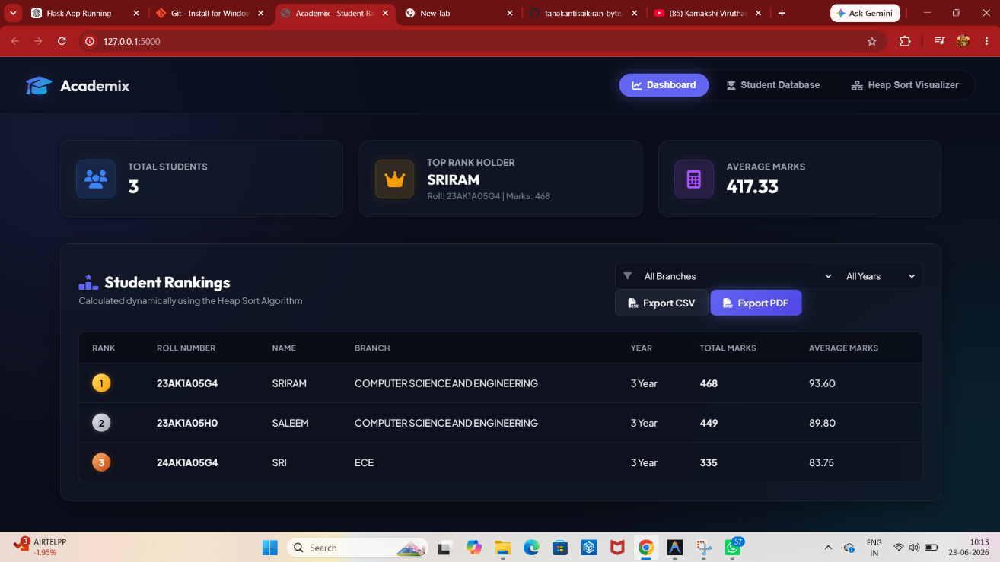 Flask App Running
Git - Install for Window
Academix - Student Ra
New Tab
tanakantisaikiran-byte/
(85) Kamakshi Viruthar
Ask Gemini
127.0.0.1:5000
Academix
Dashboard
Student Database
Heap Sort Visualizer
TOTAL STUDENTS
3
TOP RANK HOLDER
SRIRAM
Roll: 23AK1A05G4 | Marks: 468
AVERAGE MARKS
417.33
Student Rankings
Calculated dynamically using the Heap Sort Algorithm
All Branches
All Years
Export CSV
Export PDF
RANK ROLL NUMBER NAME BRANCH YEAR TOTAL MARKS AVERAGE MARKS
1 23AK1A05G4 SRIRAM COMPUTER SCIENCE AND ENGINEERING 3 Year 468 93.60
2 23AK1A05H0 SALEEM COMPUTER SCIENCE AND ENGINEERING 3 Year 449 89.80
3 24AK1A05G4 SRI ECE 3 Year 335 83.75
3
AIRTELPP
-1.95%
Search
57
ENG
IN
10:13
23-06-2026